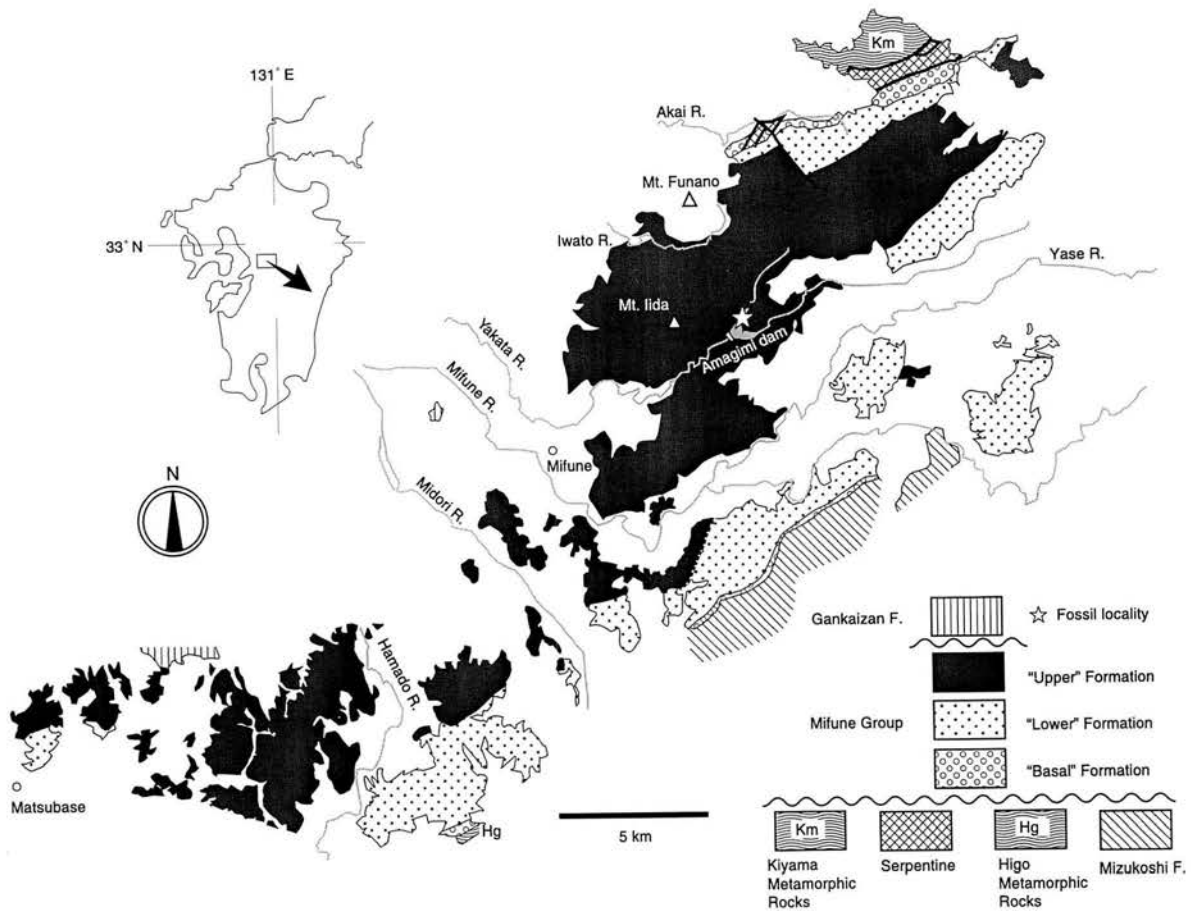 131° E
33° N
N
Km
Akai R.
Mt. Funano
Iwato R.
Yase R.
Mt. Iida
Amagimi dam
Yakata R.
Mifune R.
Mifune
Midori R.
Hamado R.
Matsubase
Hg
5 km
Gankaizan F.
Fossil locality
"Upper" Formation
Mifune Group
"Lower" Formation
"Basal" Formation
Km
Hg
Kiyama
Metamorphic
Rocks
Serpentine
Higo
Metamorphic
Rocks
Mizukoshi F.